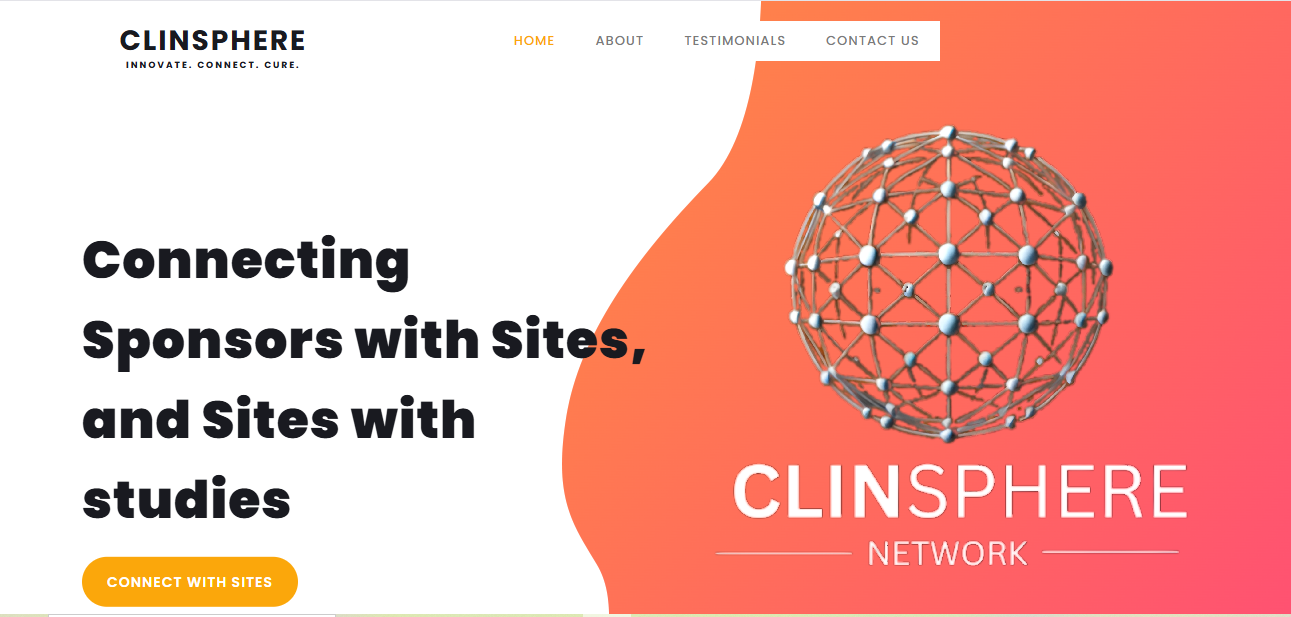 CLINSPHERE
INNOVATE. CONNECT. CURE.
HOME ABOUT TESTIMONIALS CONTACT US
Connecting
Sponsors with Sites,
and Sites with
studies
CONNECT WITH SITES
CLINSPHERE
NETWORK